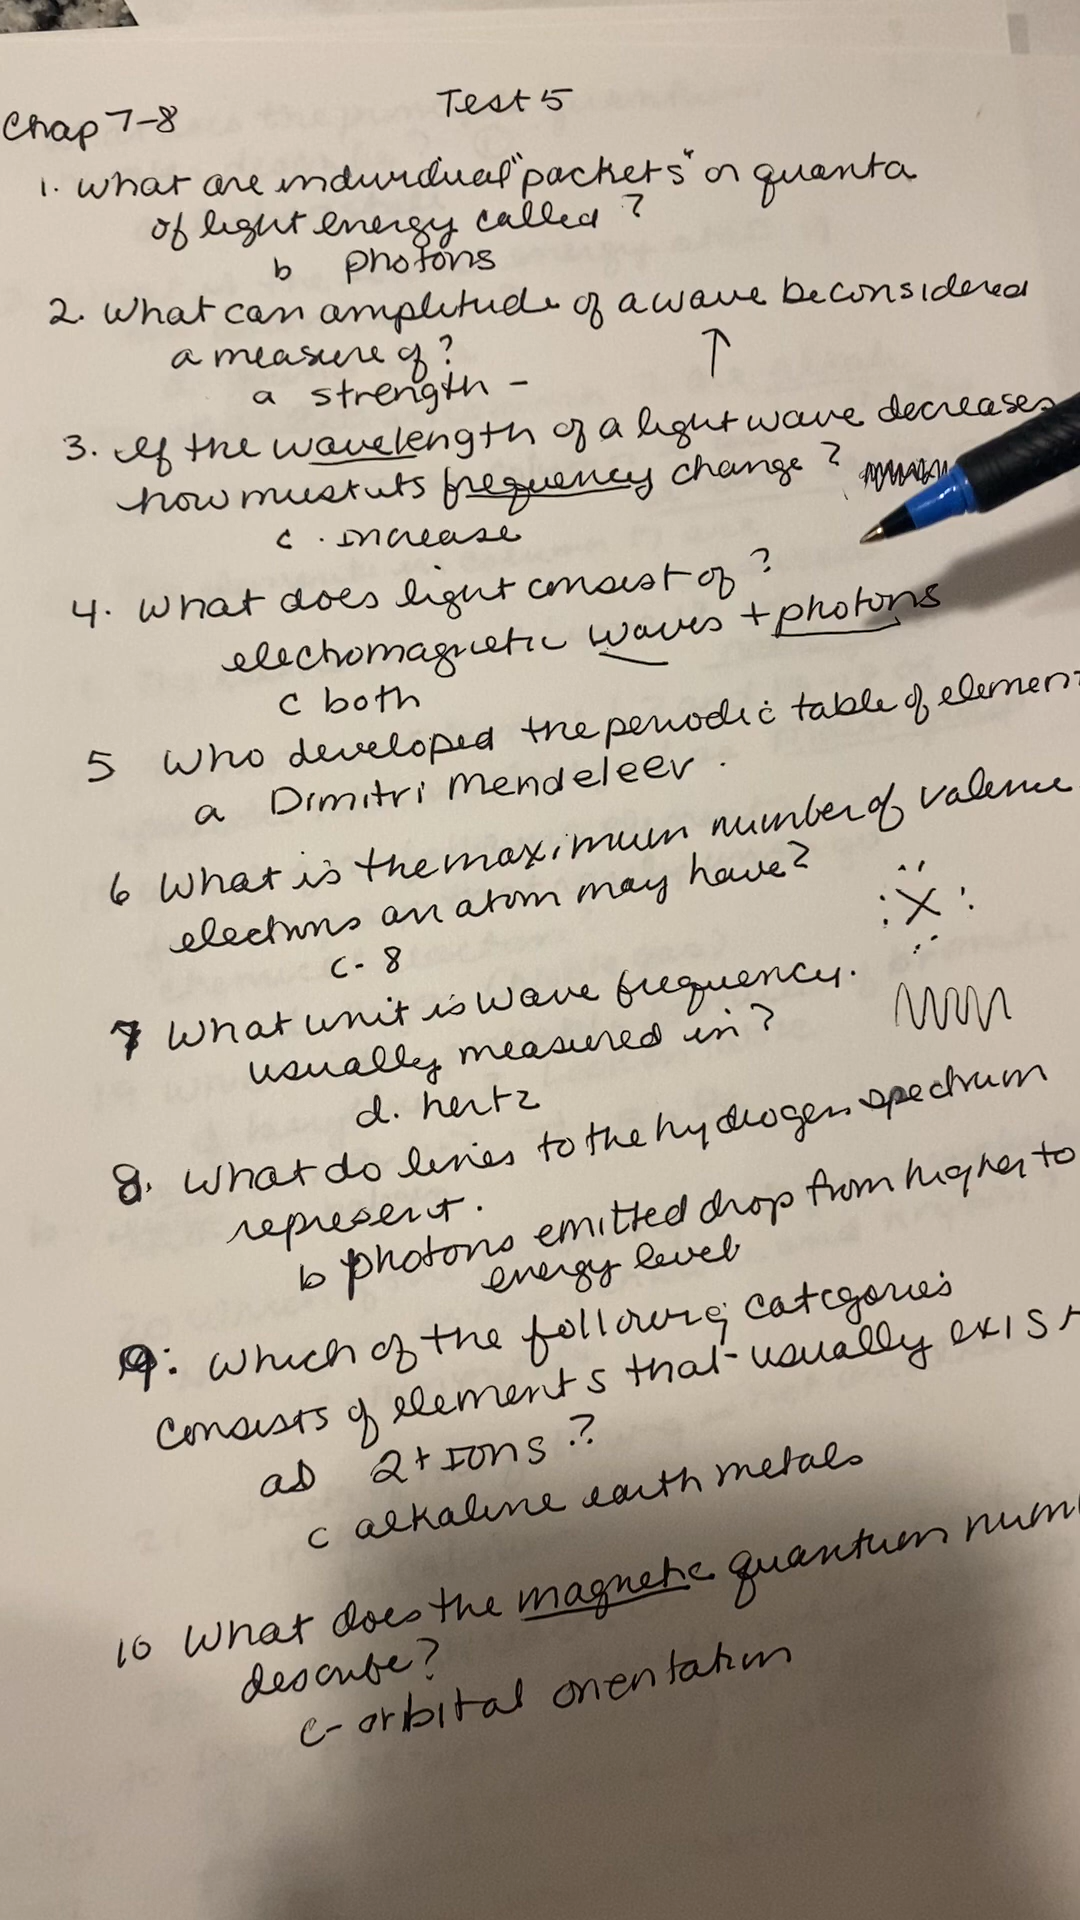 Test 5
Chap 7-8
1. What are individual "packets" or quanta
of light energy called?
b photons
2. What can amplitude of a wave be considered
a measure of?
a strength -
3. If the wavelength of a light wave decreases
how must its frequency change?
c. increase
4. What does light consist of?
electromagnetic waves + photons
c both
5 Who developed the periodic table of element
a Dimitri Mendeleev.
6 What is the maximum number of valence
electrons an atom may have?
:X:
c- 8
7 What unit is wave frequency.
usually measured in?
d. hertz
8. What do lines to the hydrogen spectrum
represent.
b photons emitted drop from higher to
energy level
9: Which of the following categories
consists of elements that usually exist
as 2+ Ions?
c alkaline earth metals
10 What does the magnetic quantum num
describe?
c- orbital orientation